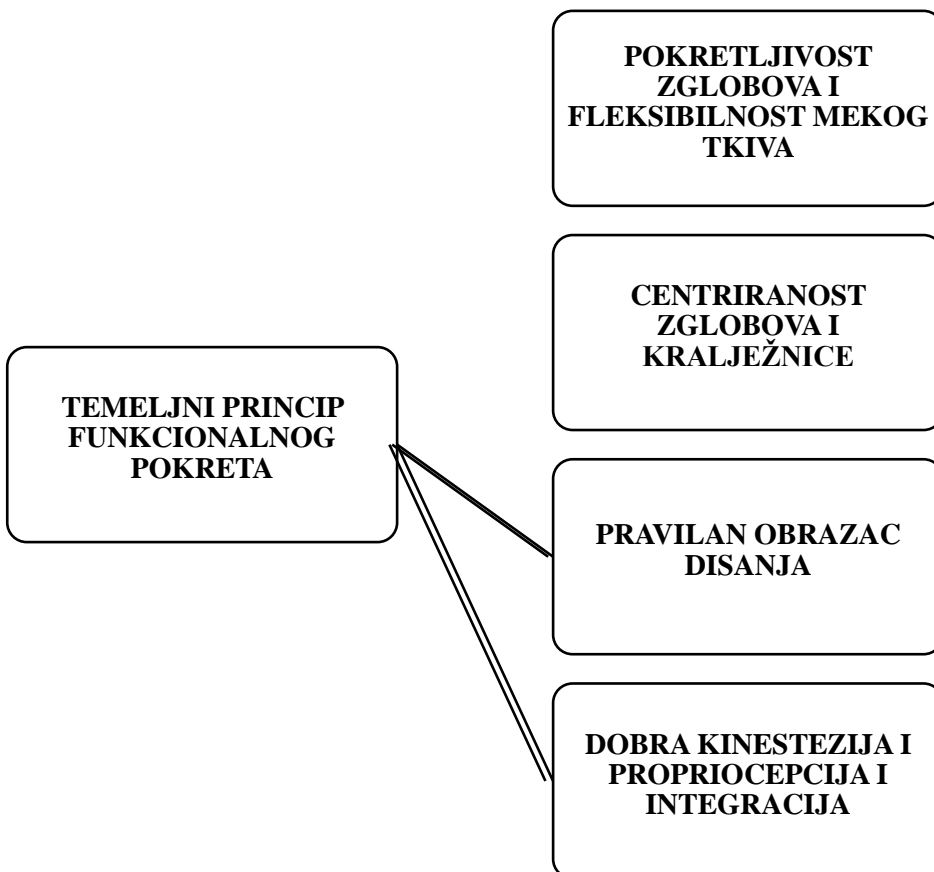 TEMELJNI PRINCIP
FUNKCIONALNOG
POKRETA
POKRETLJIVOST
ZGLOBOVA I
FLEKSIBILNOST MEKOG
TKIVA
CENTRIRANOST
ZGLOBOVA I
KRALJEŽNICE
PRAVILAN OBRAZAC
DISANJA
DOBRA KINESTEZIJA I
PROPRIOCEPCIJA I
INTEGRACIJA